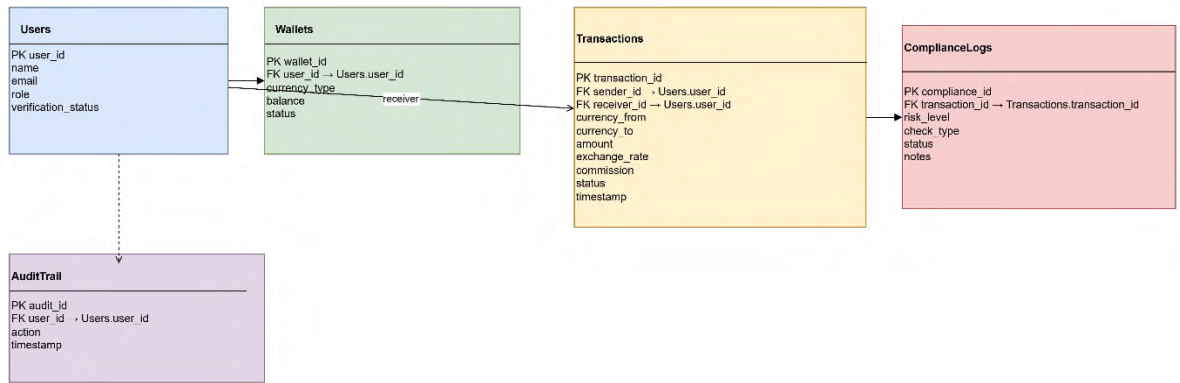 Users
PK user_id
name
email
role
verification_status
Wallets
PK wallet_id
FK user_id → Users.user_id
currency_type
balance
status
receiver
Transactions
PK transaction_id
FK sender_id → Users.user_id
FK receiver_id → Users.user_id
currency_from
currency_to
amount
exchange_rate
commission
status
timestamp
ComplianceLogs
PK compliance_id
FK transaction_id → Transactions.transaction_id
risk_level
check_type
status
notes
AuditTrail
PK audit_id
FK user_id → Users.user_id
action
timestamp